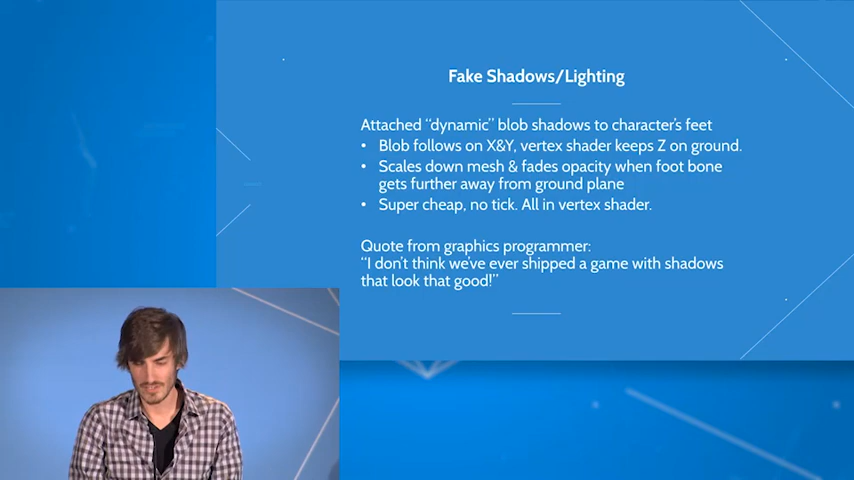 Fake Shadows/Lighting
Attached “dynamic” blob shadows to character's feet
• Blob follows on X&Y, vertex shader keeps Z on ground.
• Scales down mesh & fades opacity when foot bone
gets further away from ground plane
• Super cheap, no tick. All in vertex shader.
Quote from graphics programmer:
“I don't think we've ever shipped a game with shadows
that look that good!”